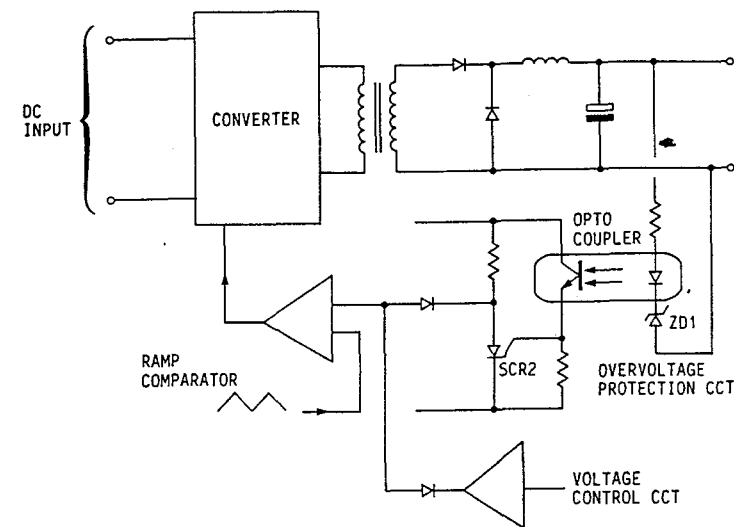 DC
INPUT
CONVERTER
OPTO
COUPLER
ZD1
SCR2
OVERVOLTAGE
PROTECTION CCT
RAMP
COMPARATOR
VOLTAGE
CONTROL CCT